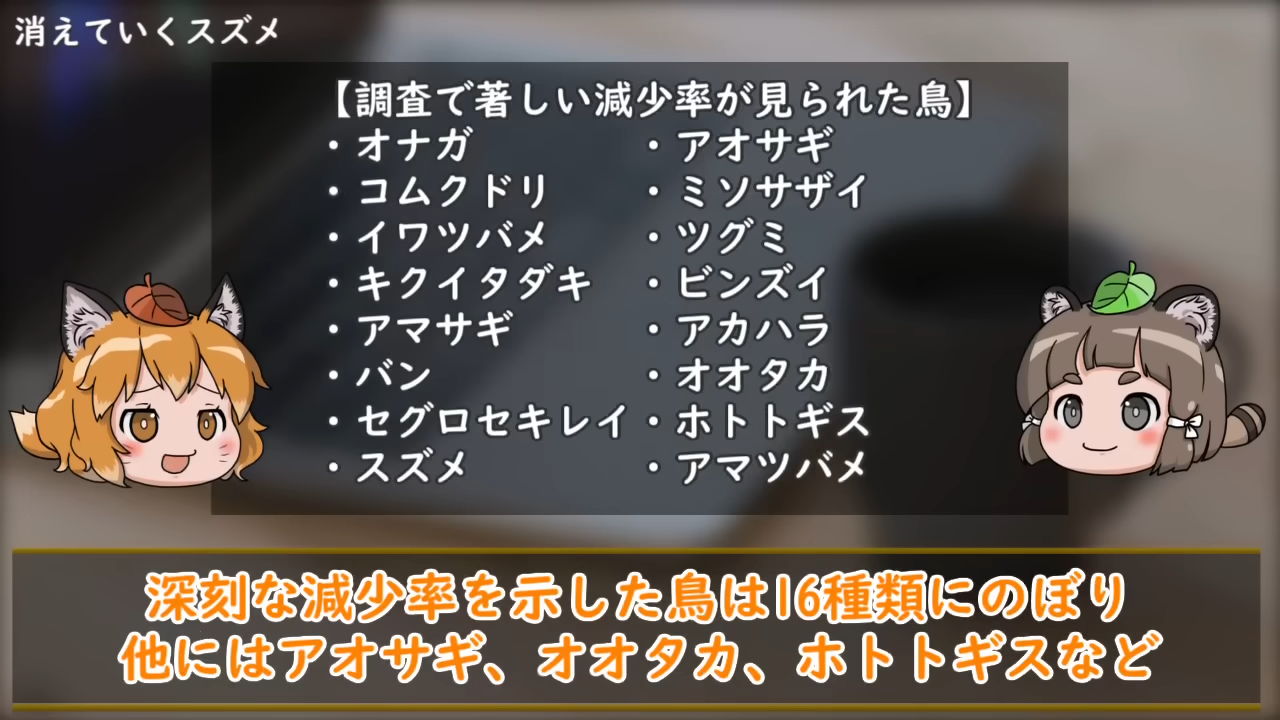 消えていくスズメ
【調査で著しい減少率が見られた鳥】
・オナガ ・アオサギ
・コムクドリ ・ミソサザイ
・イワツバメ ・ツグミ
・キクイタダキ ・ビンズイ
・アマサギ ・アカハラ
・バン ・オオタカ
・セグロセキレイ ・ホトトギス
・スズメ ・アマツバメ
深刻な減少率を示した鳥は16種類にのぼり
他にはアオサギ、オオタカ、ホトトギスなど